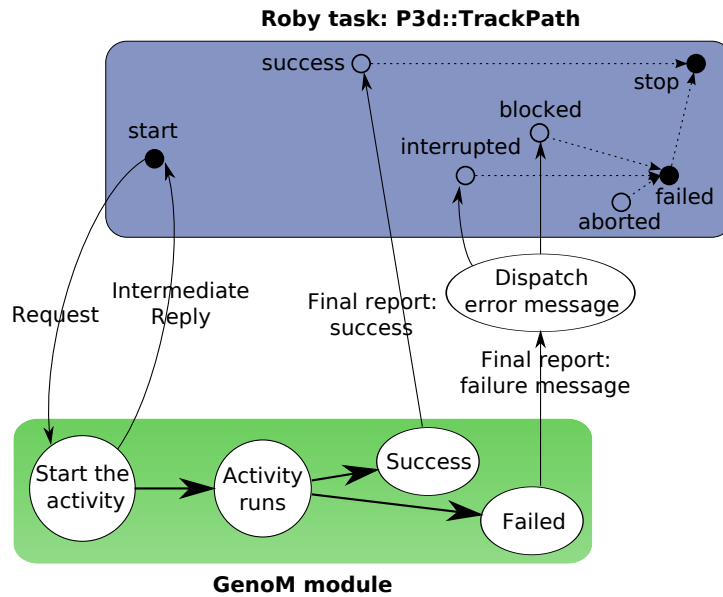 Roby task: P3d::TrackPath
success
stop
blocked
start
interrupted
failed
aborted
Dispatch
error message
Intermediate
Reply
Request
Final report:
success
Final report:
failure message
Start the
activity
Activity
runs
Success
Failed
GenoM module